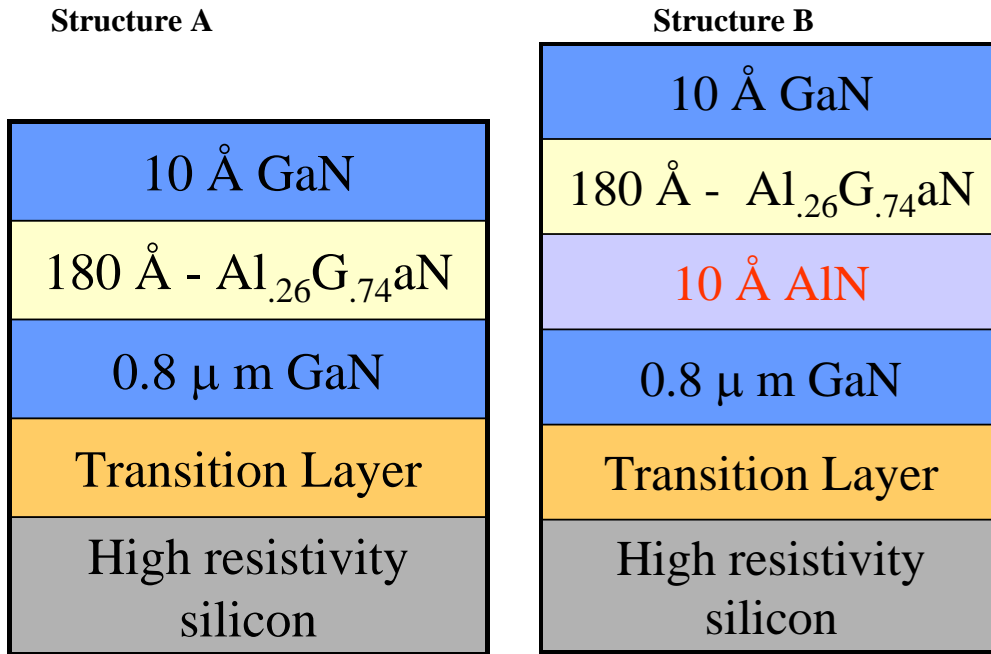 Structure A
10 Å GaN
180 Å - Al.26G.74aN
0.8 μ m GaN
Transition Layer
High resistivity
silicon
Structure B
10 Å GaN
180 Å - Al.26G.74aN
10 Å AlN
0.8 μ m GaN
Transition Layer
High resistivity
silicon